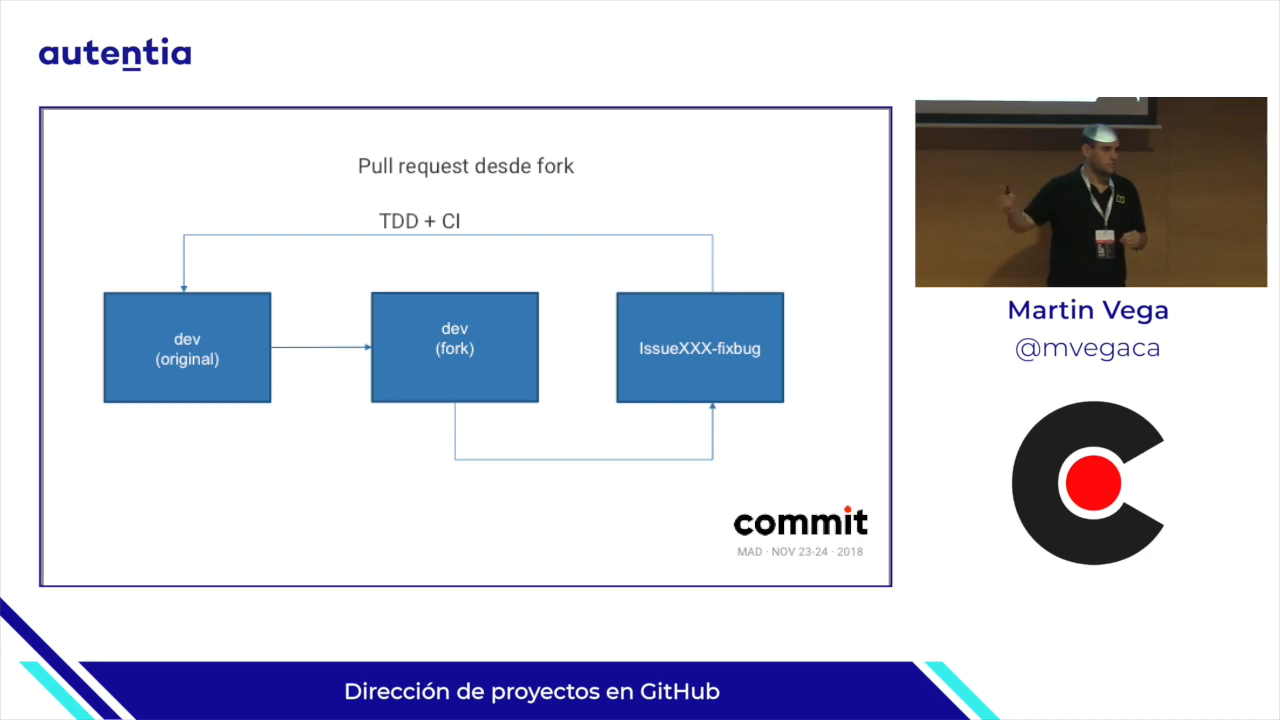 autentia
Pull request desde fork
TDD + CI
dev
(original)
dev
(fork)
IssueXXX-fixbug
commit
MAD · NOV 23-24 · 2018
Martin Vega
@mvegaca
Dirección de proyectos en GitHub